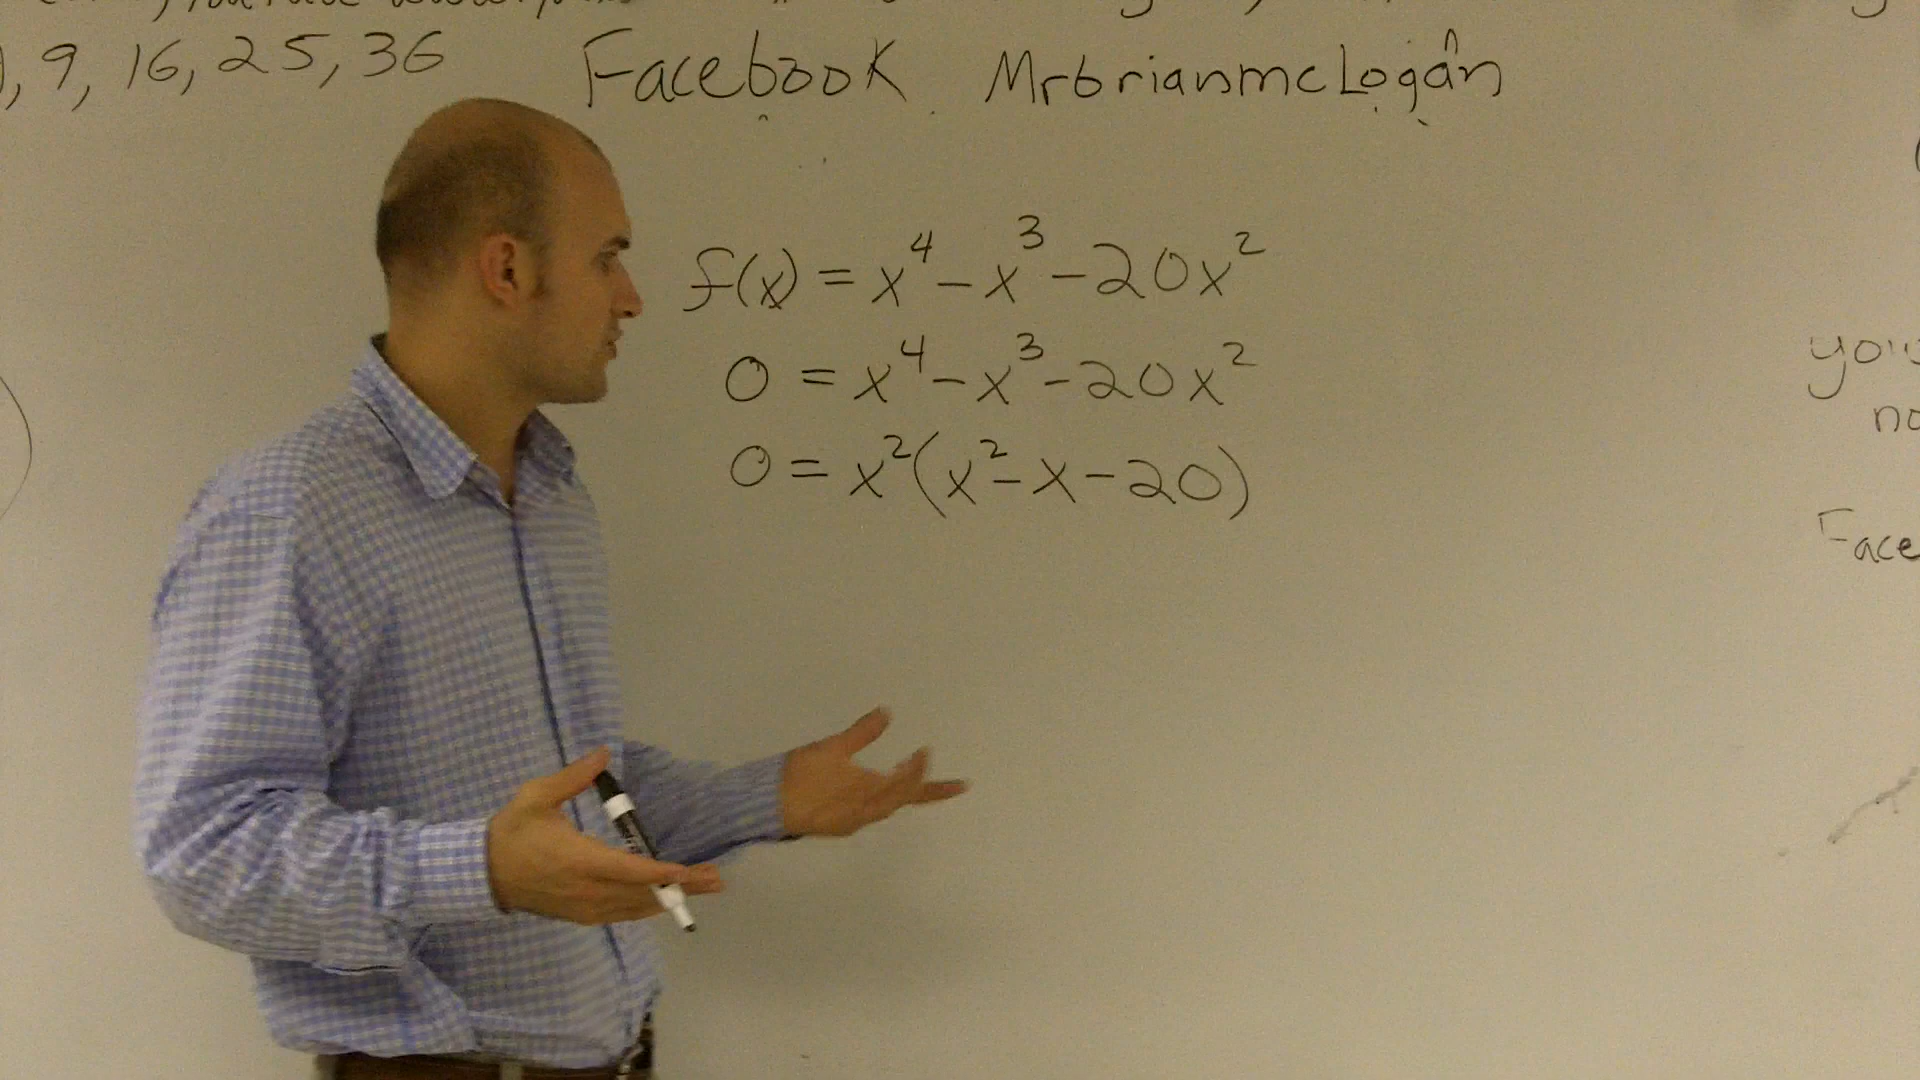 9, 16, 25, 36
Facebook Mrbrianmclogan
f(x) = x⁴ - x³ - 20x²
0 = x⁴ - x³ - 20x²
0 = x²(x² - x - 20)
Face